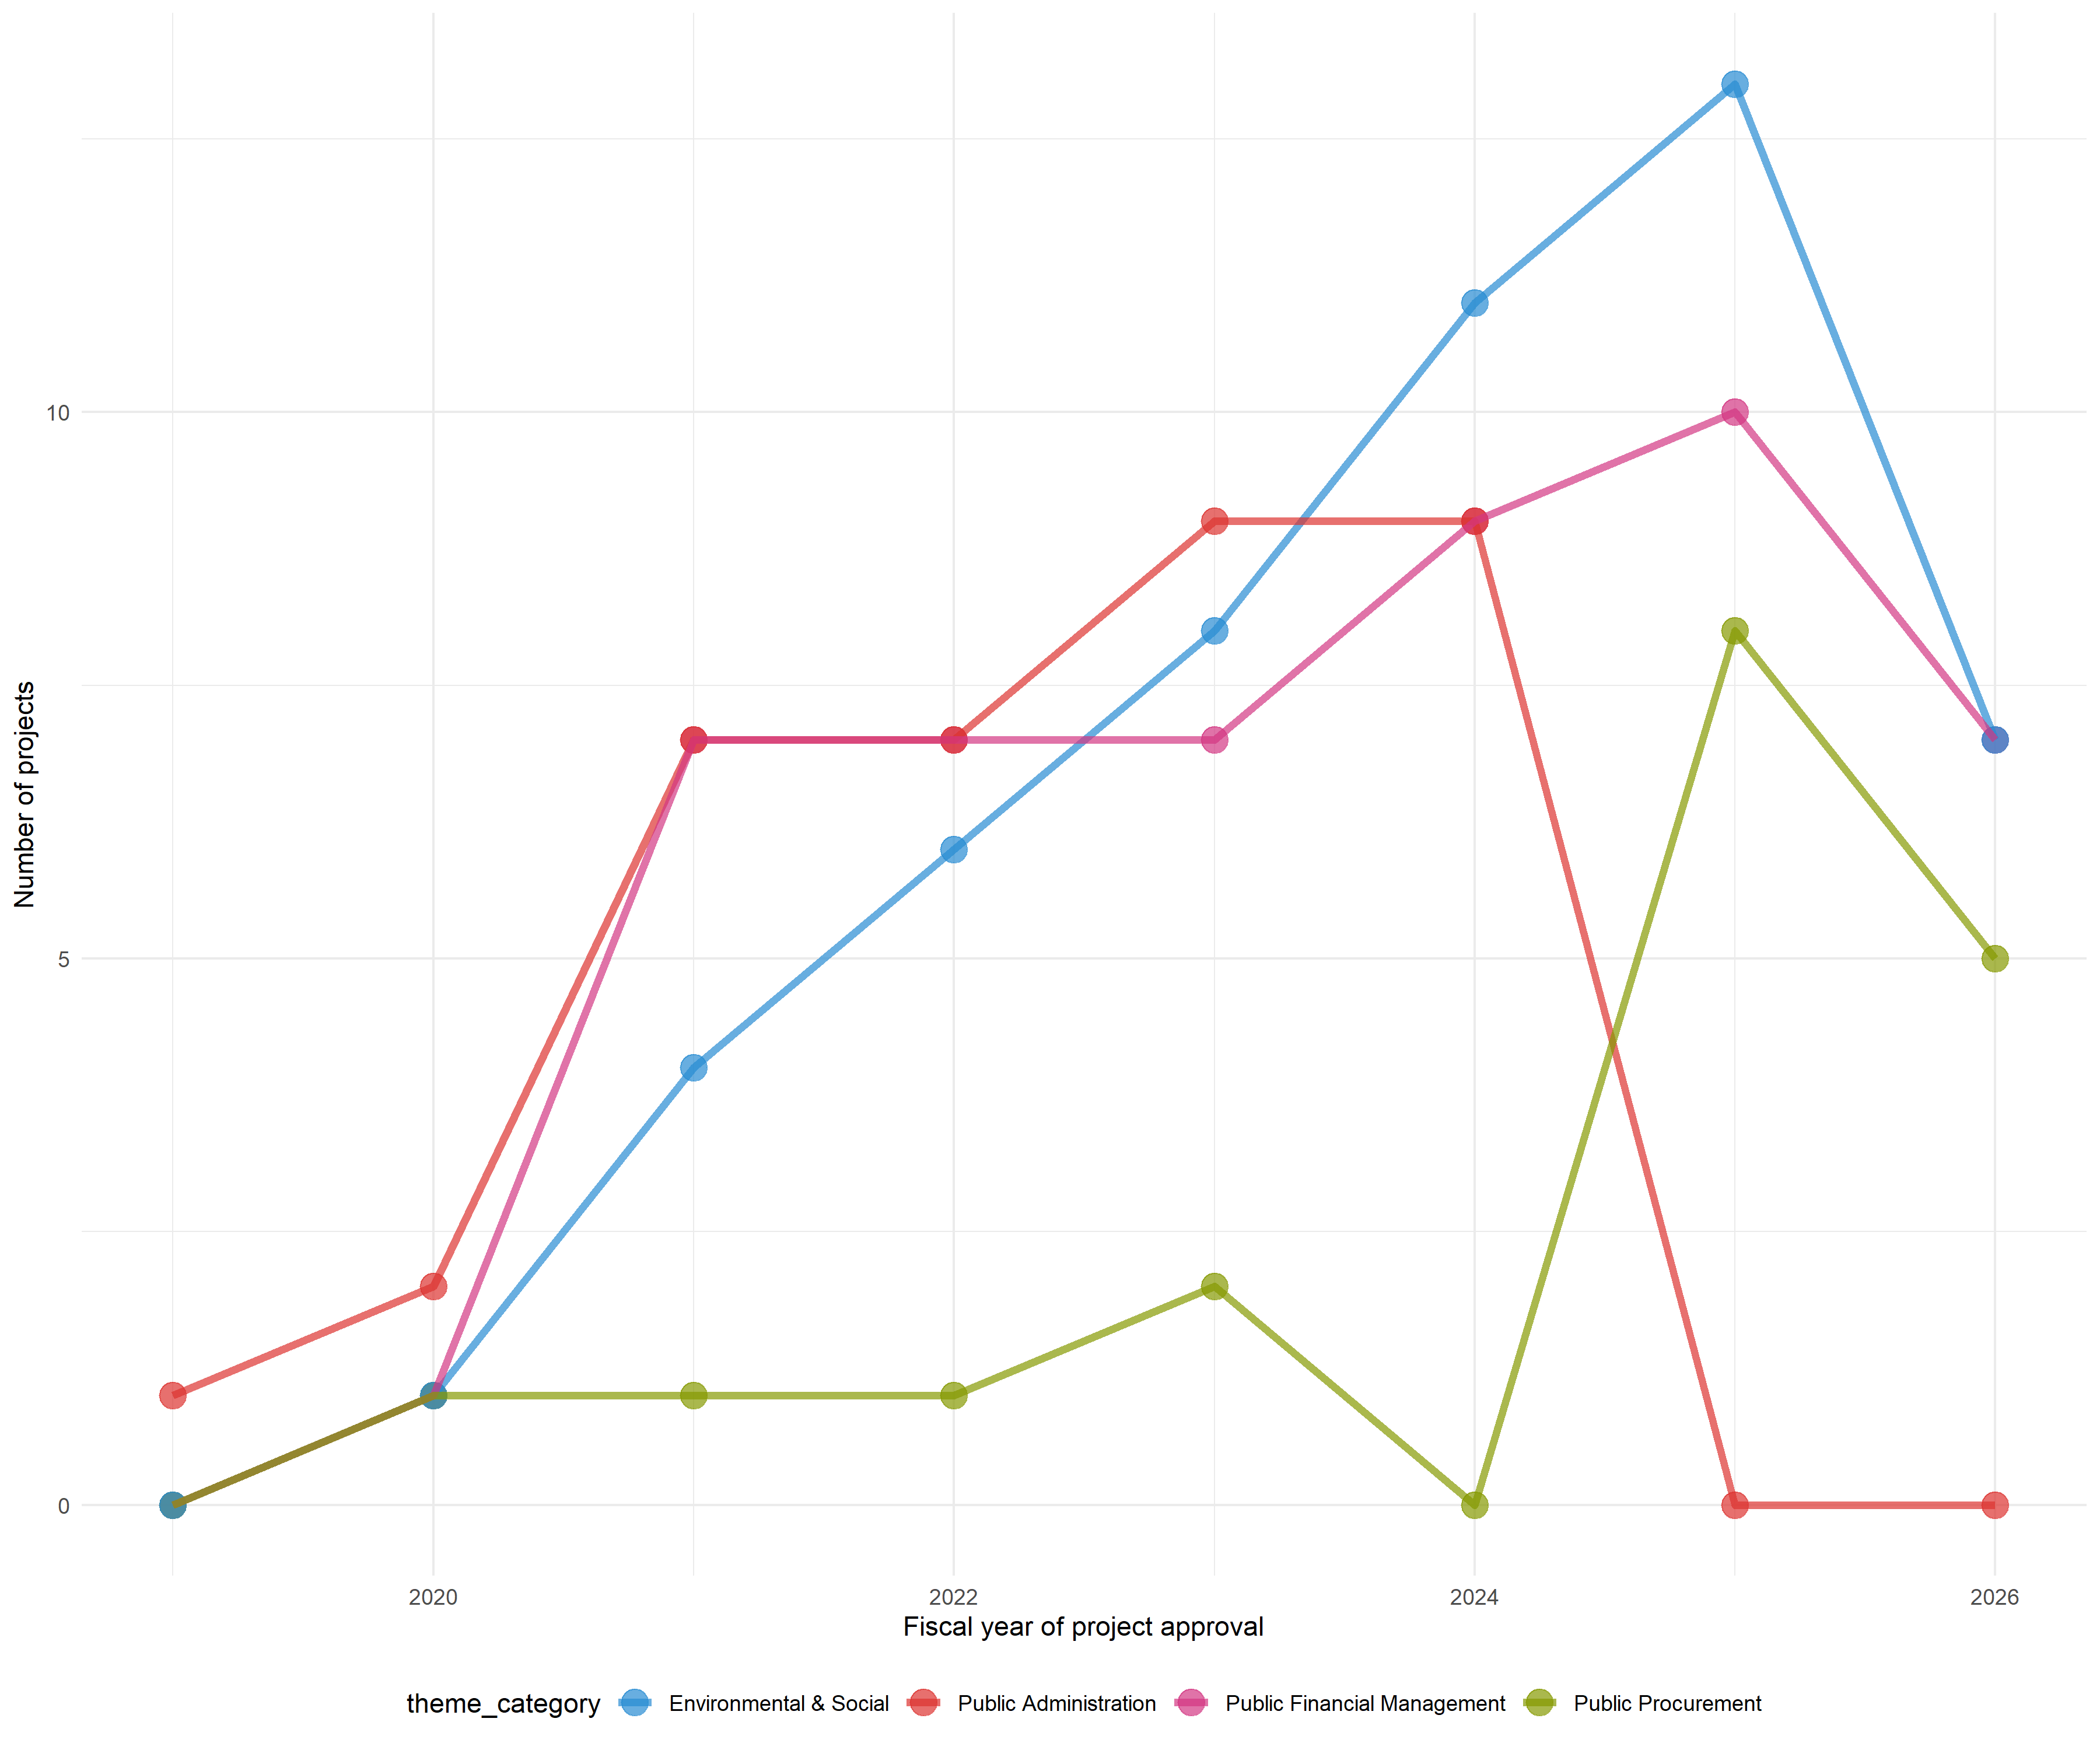 Number of projects
10
5
0
2020 2022 2024 2026
Fiscal year of project approval
theme_category Environmental & Social Public Administration Public Financial Management Public Procurement